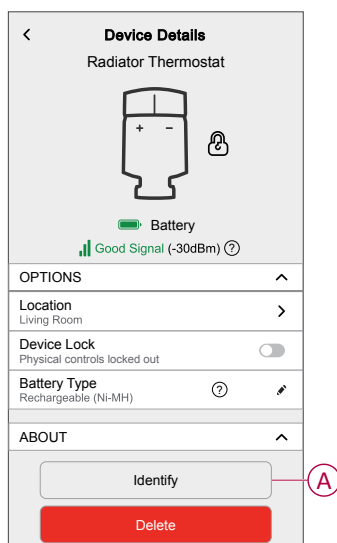 Device Details
Radiator Thermostat
+ -
Battery
Good Signal (-30dBm) ?
OPTIONS
Location
Living Room
Device Lock
Physical controls locked out
Battery Type
Rechargeable (Ni-MH) ?
ABOUT
Identify
A
Delete